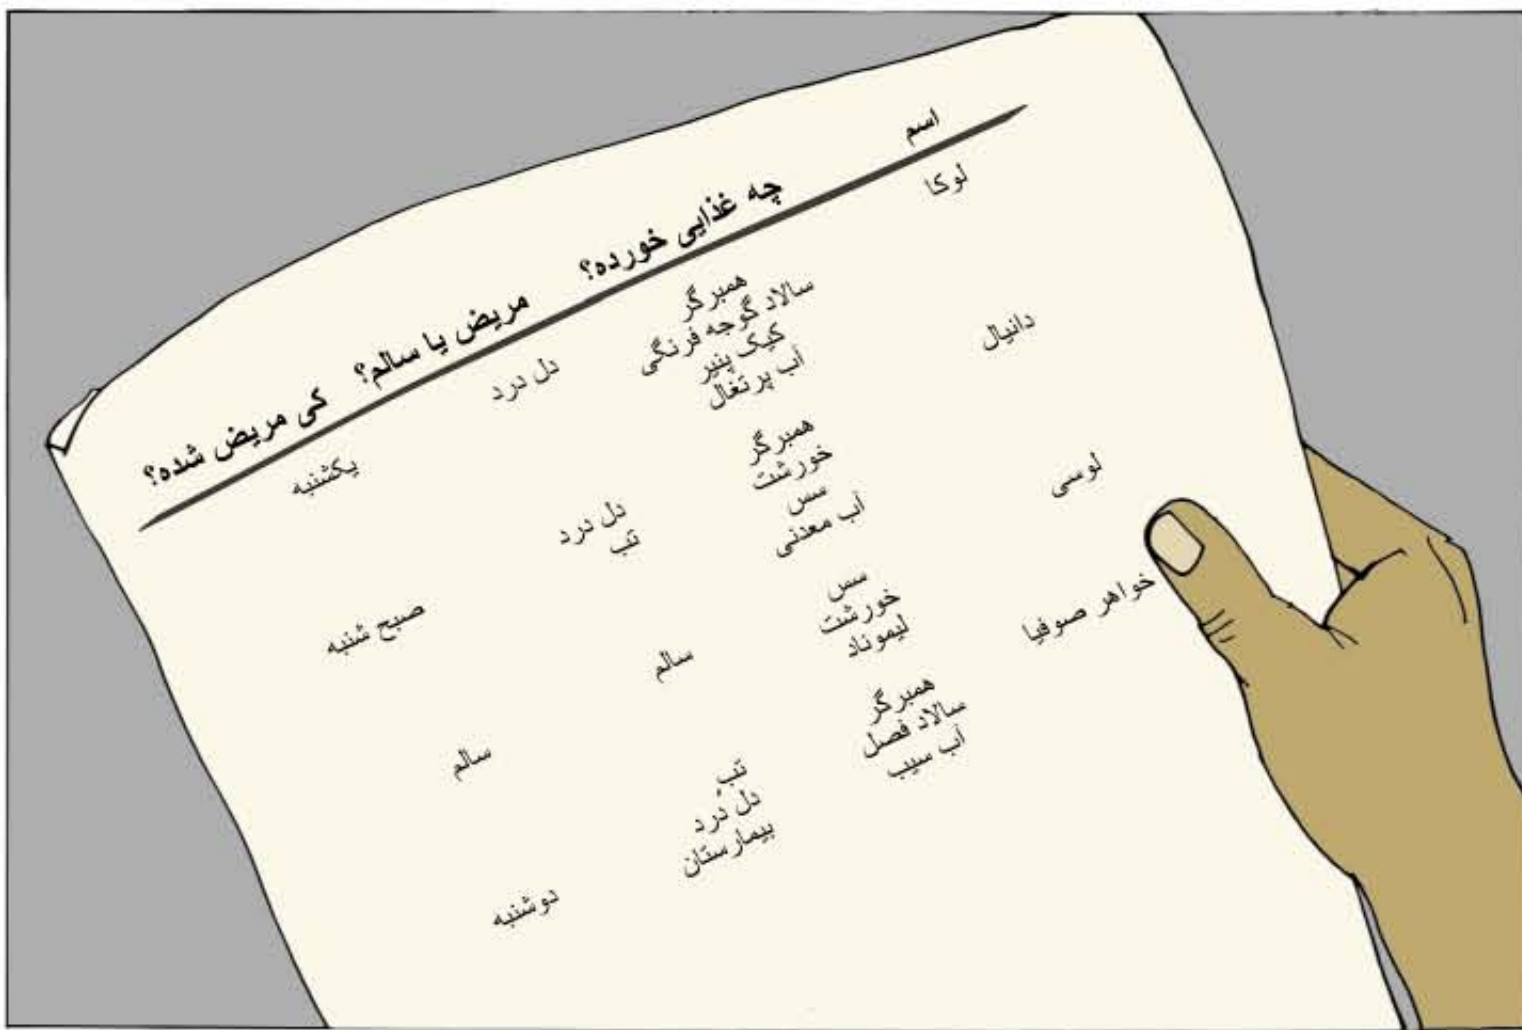 اسم
چه غذایی خورده؟
مریض یا سالم؟
کی مریض شده؟
لوکا
همبرگر
سالاد گوجه فرنگی
کیک پنیر
آب پرتغال
دل درد
یکشنبه
دانیال
همبرگر
خورشت
سس
آب معدنی
دل درد
تب
صبح شنبه
لوسی
سس
خورشت
لیموناد
سالم
سالم
خواهر صوفیا
همبرگر
سالاد فصل
آب سیب
تب
دل درد
بیمارستان
دوشنبه